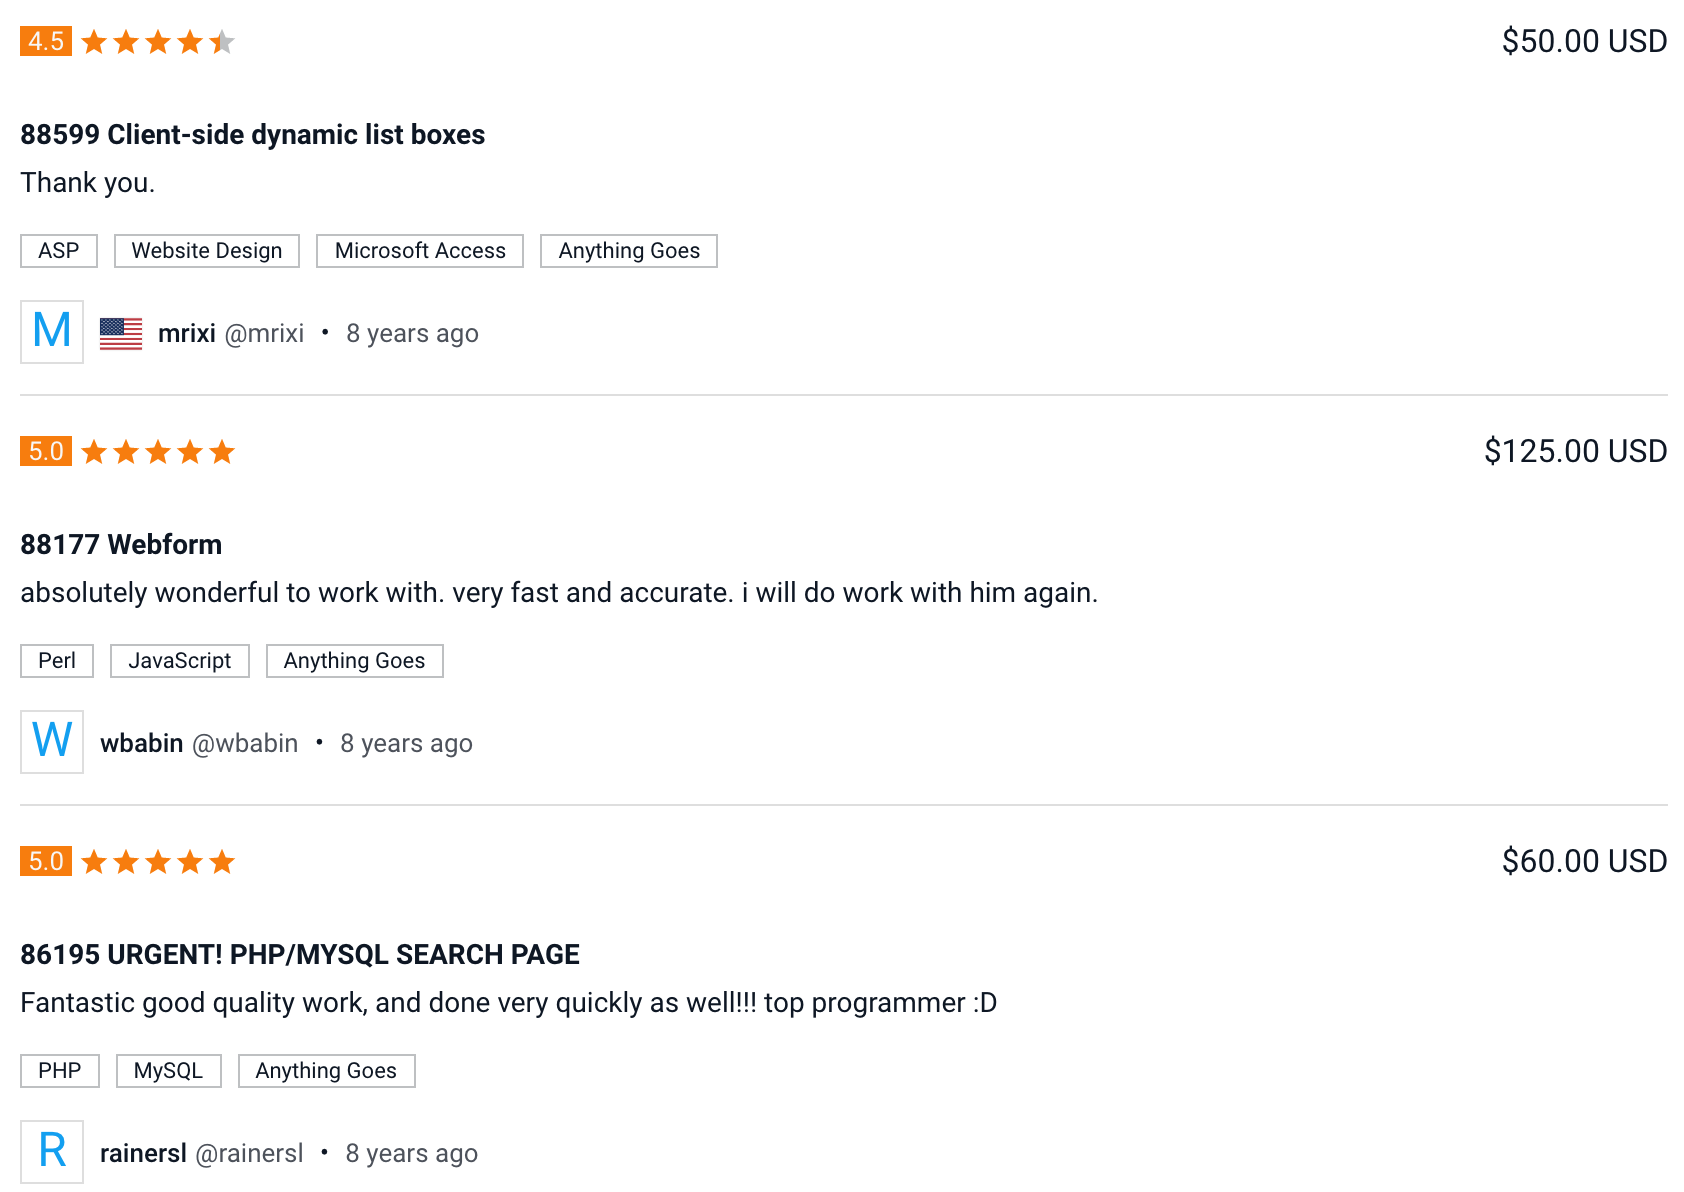 4.5 $50.00 USD
88599 Client-side dynamic list boxes
Thank you.
ASP Website Design Microsoft Access Anything Goes
M mrixi @mrixi • 8 years ago
5.0 $125.00 USD
88177 Webform
absolutely wonderful to work with. very fast and accurate. i will do work with him again.
Perl JavaScript Anything Goes
W wbabin @wbabin • 8 years ago
5.0 $60.00 USD
86195 URGENT! PHP/MYSQL SEARCH PAGE
Fantastic good quality work, and done very quickly as well!!! top programmer :D
PHP MySQL Anything Goes
R rainersl @rainersl • 8 years ago